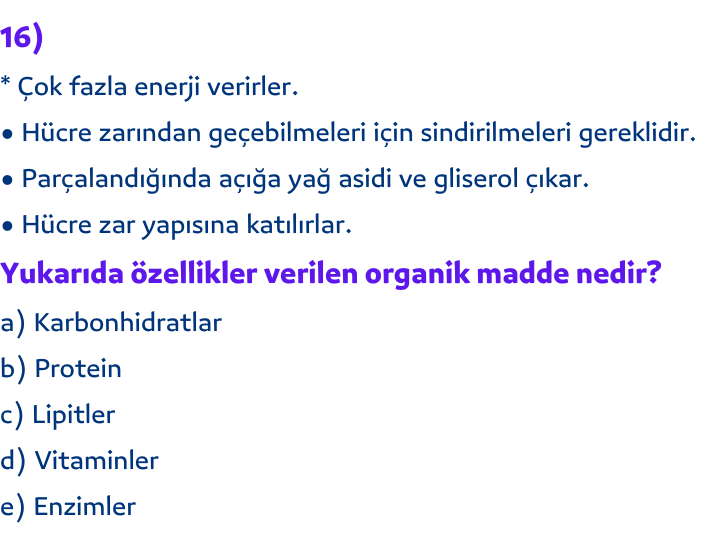 16)
* Çok fazla enerji verirler.
• Hücre zarından geçebilmeleri için sindirilmeleri gereklidir.
• Parçalandığında açığa yağ asidi ve gliserol çıkar.
• Hücre zar yapısına katılırlar.
Yukarıda özellikler verilen organik madde nedir?
a) Karbonhidratlar
b) Protein
c) Lipitler
d) Vitaminler
e) Enzimler